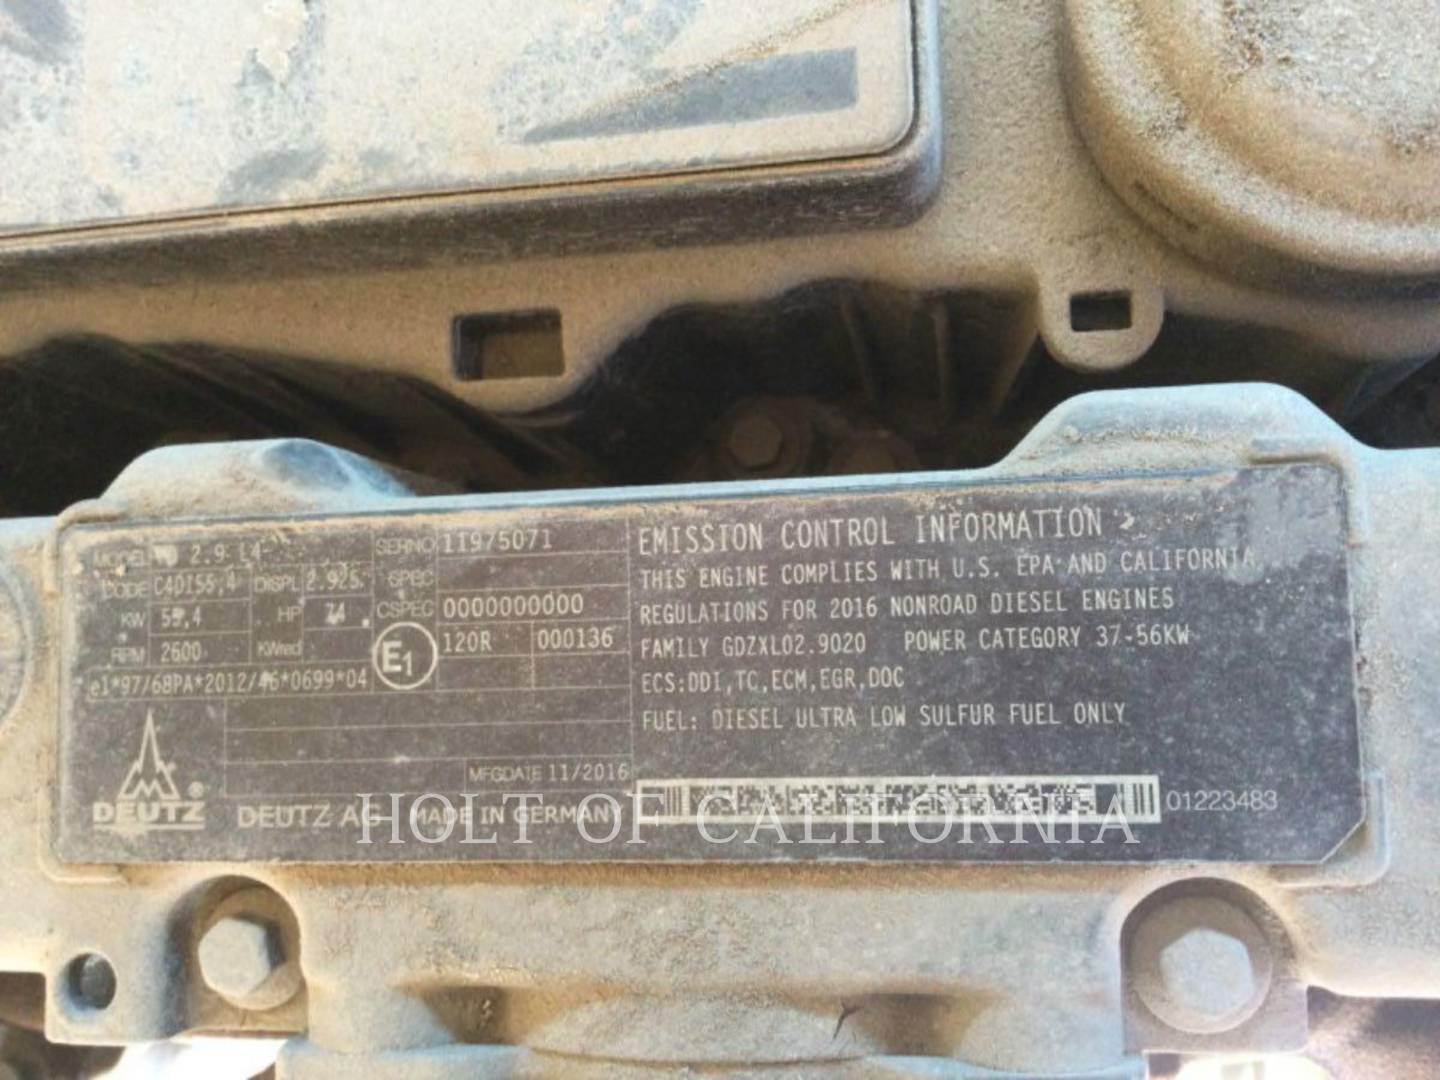 MODEL TD 2.9 L4
SERNO 11975071
CODE C4DI55,4 DISPL 2.925
SPEC
KW 55,4 HP 74
CSPEC 0000000000
RPM 2600 KWred
E1 120R 000136
e1*97/68PA*2012/46*0699*04
MFGDATE 11/2016
DEUTZ ®
DEUTZ AG MADE IN GERMANY
EMISSION CONTROL INFORMATION
THIS ENGINE COMPLIES WITH U.S. EPA AND CALIFORNIA
REGULATIONS FOR 2016 NONROAD DIESEL ENGINES
FAMILY GDZXL02.9020 POWER CATEGORY 37-56KW
ECS:DDI,TC,ECM,EGR,DOC
FUEL: DIESEL ULTRA LOW SULFUR FUEL ONLY
01223483
HOLT OF CALIFORNIA